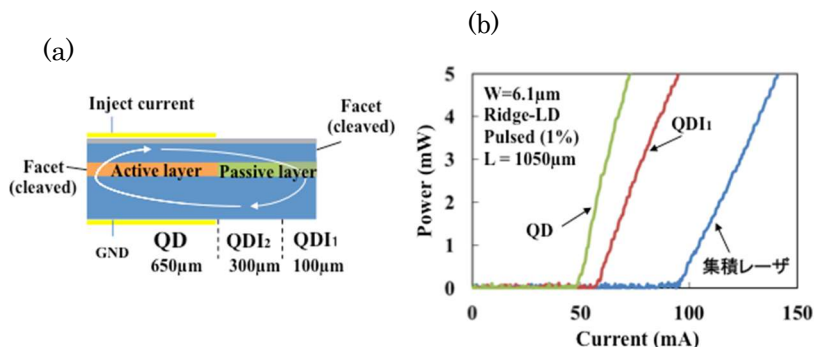 (a)
Inject current
Facet
(cleaved)
Facet
(cleaved)
Active layer
Passive layer
GND
QD
650μm
QDI2
300μm
QDI1
100μm
(b)
5
4
3
2
1
0
Power (mW)
W=6.1μm
Ridge-LD
Pulsed (1%)
L = 1050μm
QDI1
QD
集積レーザ
0
50
100
150
Current (mA)